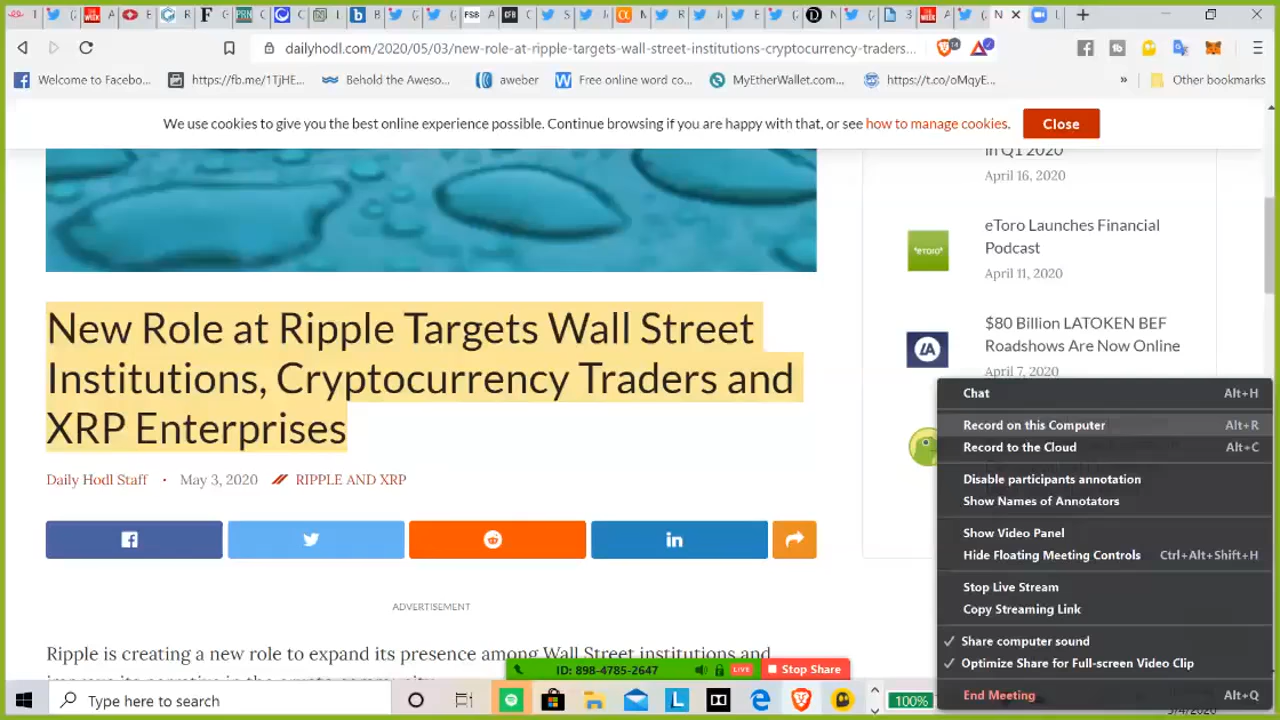 dailyhodl.com/2020/05/03/new-role-at-ripple-targets-wall-street-institutions-cryptocurrency-traders...
Welcome to Facebo...
https://fb.me/1TjHE...
Behold the Aweso...
aweber
Free online word co...
MyEtherWallet.com...
https://t.co/oMqyE...
»
Other bookmarks
We use cookies to give you the best online experience possible. Continue browsing if you are happy with that, or see how to manage cookies.
Close
in Q1 2020
April 16, 2020
eToro Launches Financial
Podcast
April 11, 2020
$80 Billion LATOKEN BEF
Roadshows Are Now Online
April 7, 2020
New Role at Ripple Targets Wall Street
Institutions, Cryptocurrency Traders and
XRP Enterprises
Daily Hodl Staff · May 3, 2020 RIPPLE AND XRP
ADVERTISEMENT
Ripple is creating a new role to expand its presence among Wall Street institutions and
Chat Alt+H
Record on this Computer Alt+R
Record to the Cloud Alt+C
Disable participants annotation
Show Names of Annotators
Show Video Panel
Hide Floating Meeting Controls Ctrl+Alt+Shift+H
Stop Live Stream
Copy Streaming Link
Share computer sound
Optimize Share for Full-screen Video Clip
End Meeting Alt+Q
ID: 898-4785-2647
LIVE
Stop Share
Type here to search
100%